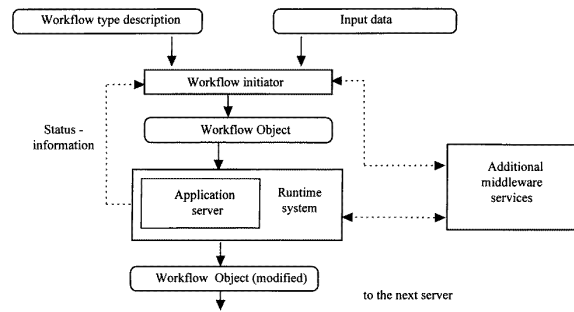 Workflow type description
Input data
Workflow initiator
Status -
information
Workflow Object
Application
server
Runtime
system
Additional
middleware
services
Workflow Object (modified)
to the next server